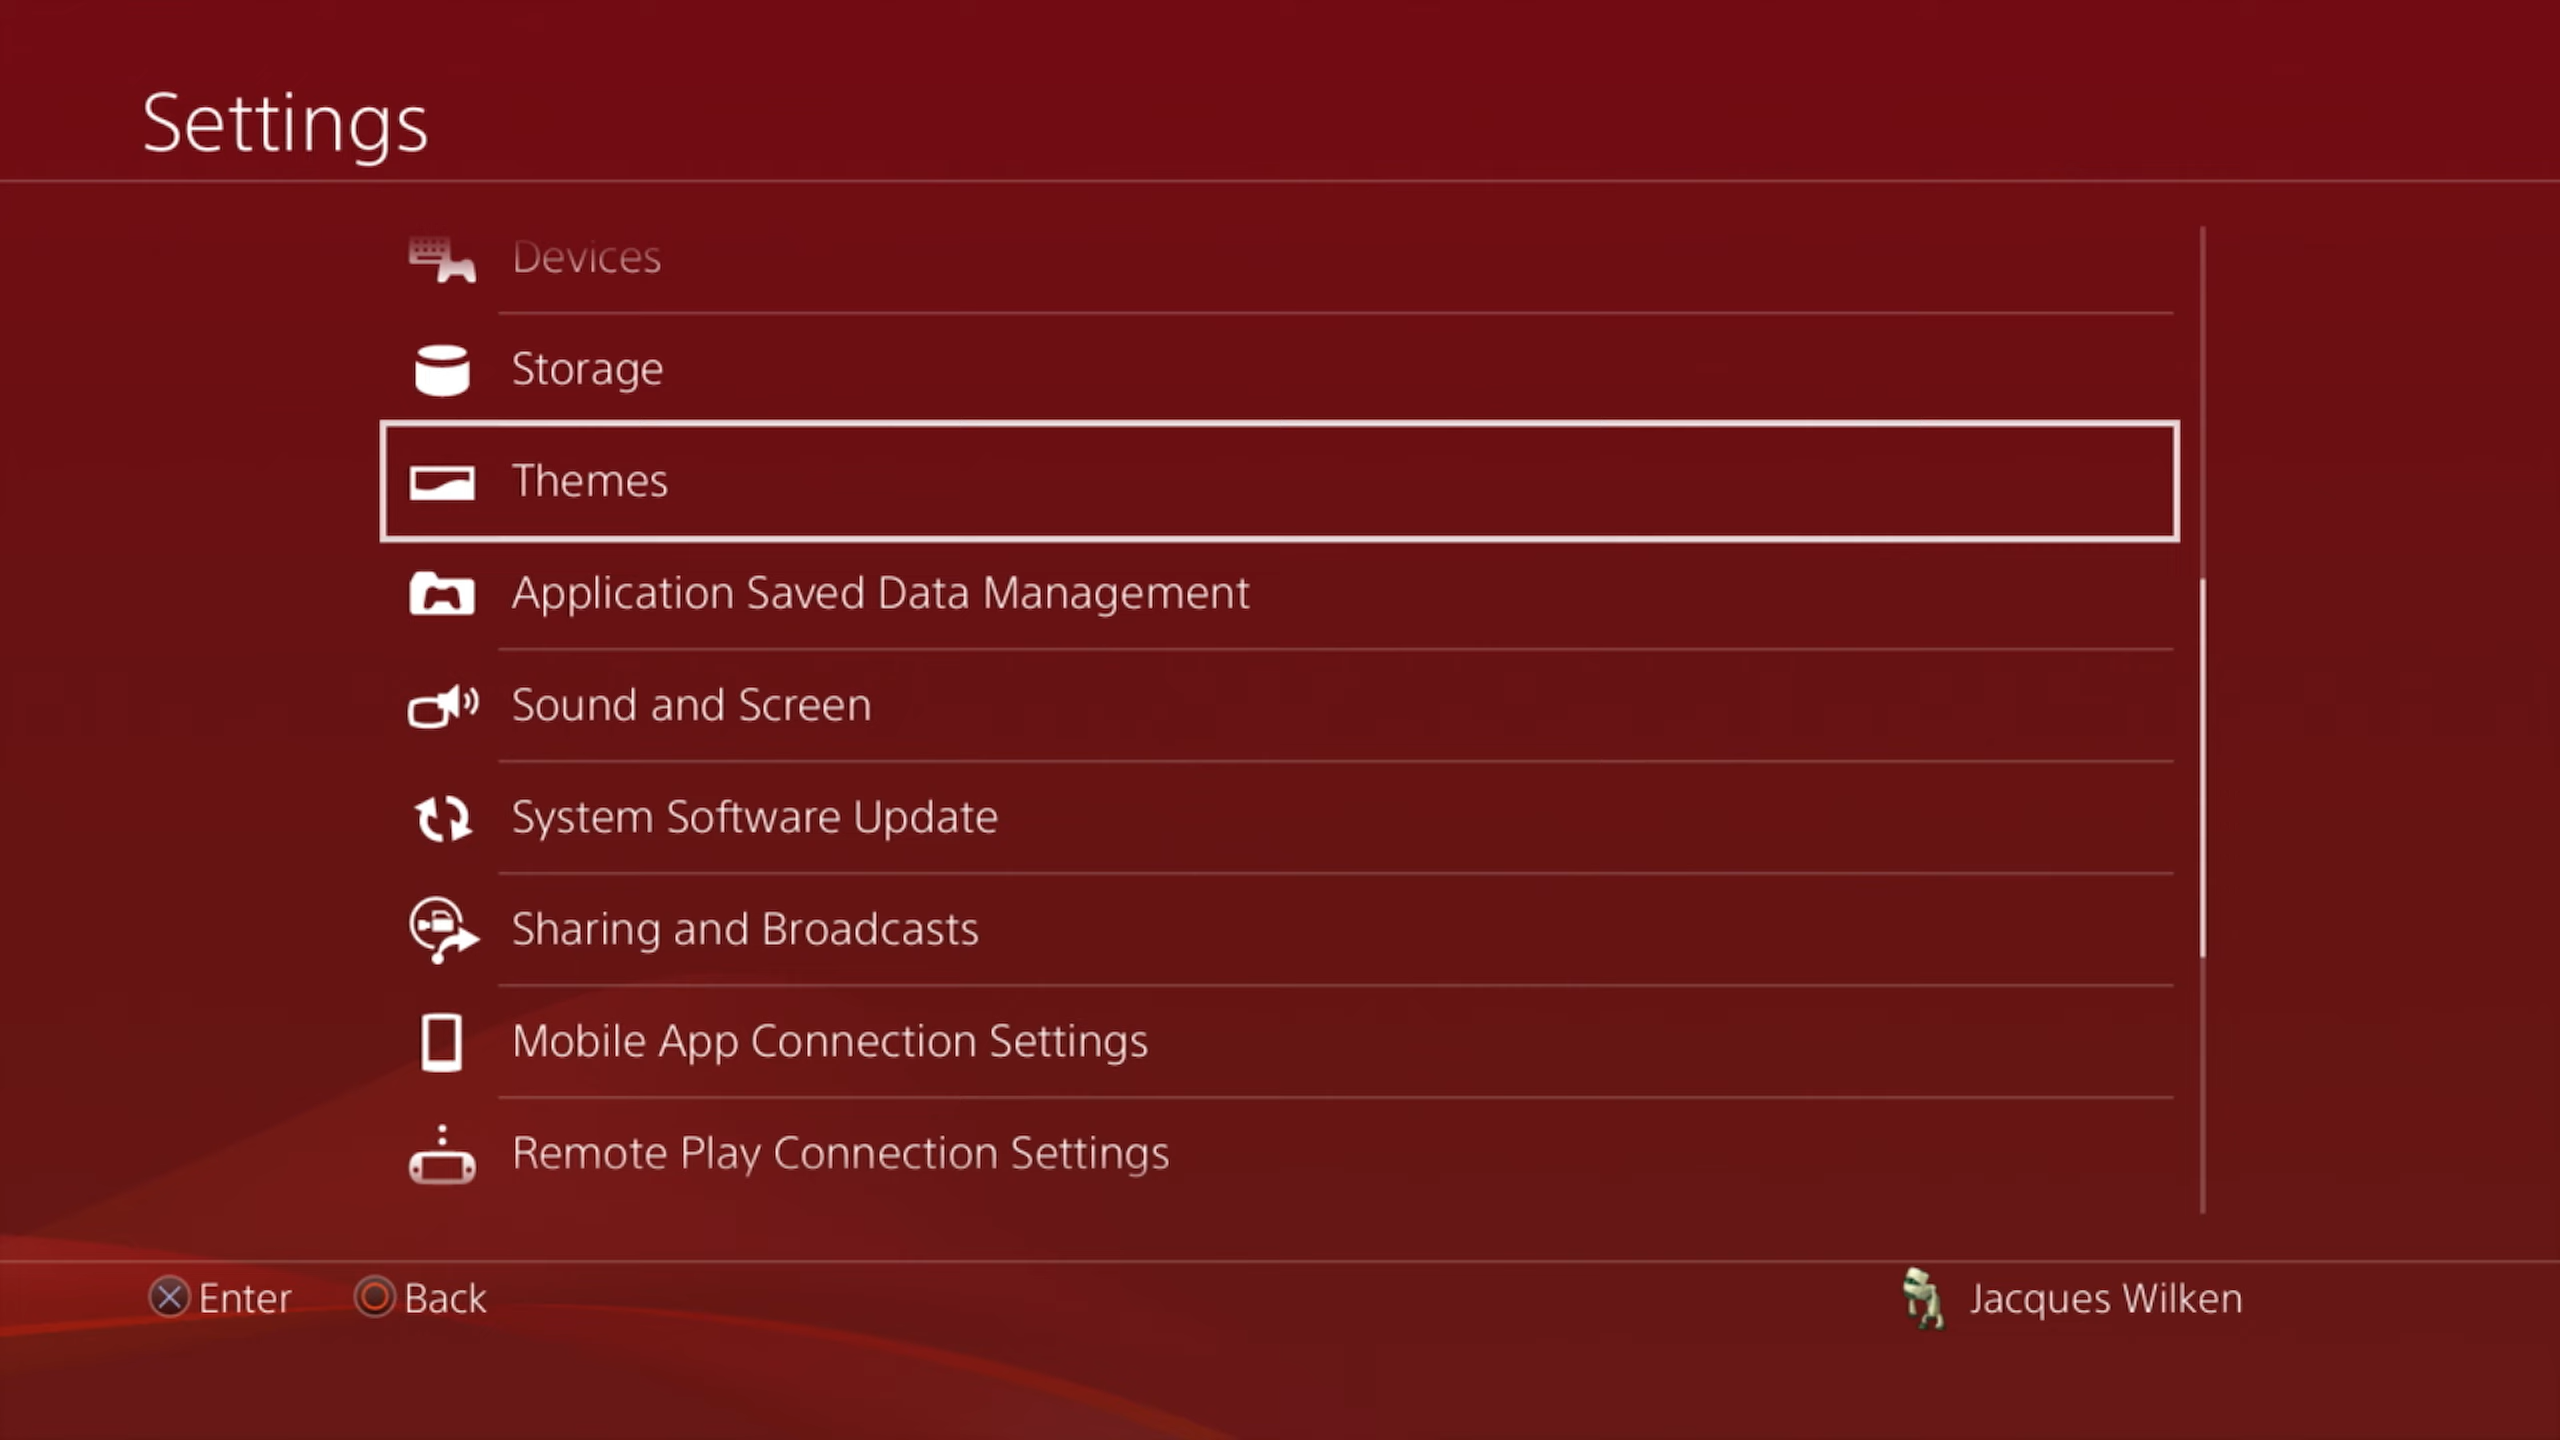 Settings
Devices
Storage
Themes
Application Saved Data Management
Sound and Screen
System Software Update
Sharing and Broadcasts
Mobile App Connection Settings
Remote Play Connection Settings
Enter Back Jacques Wilken